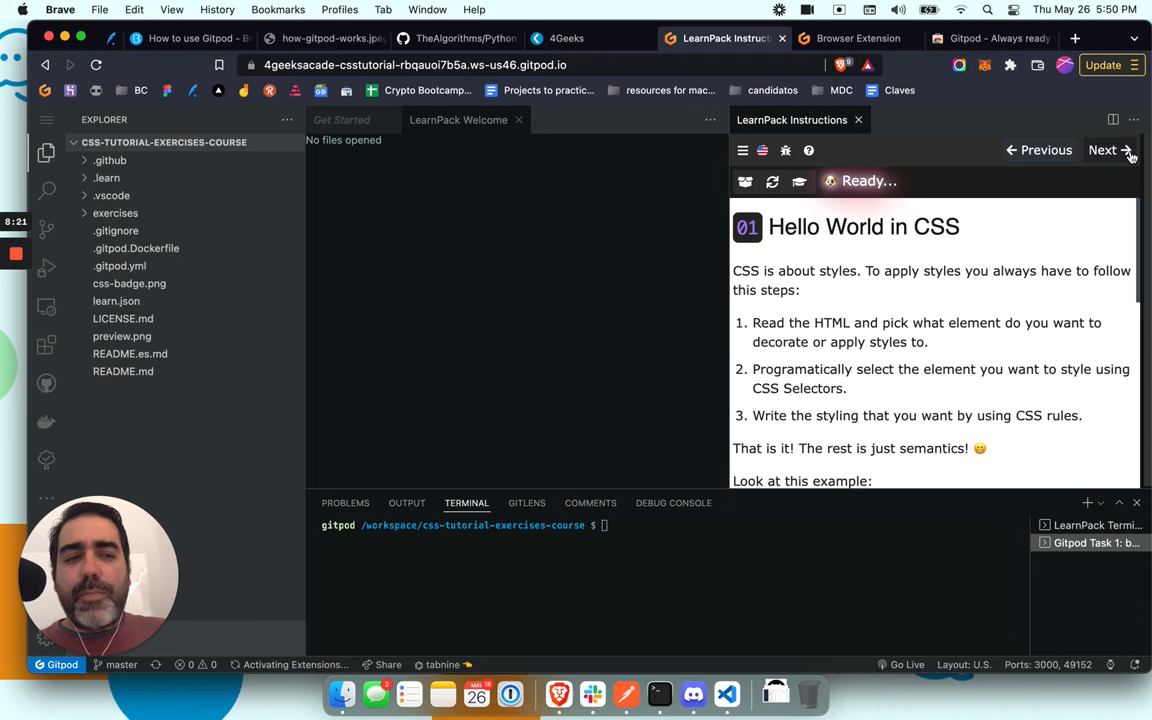 Brave File Edit View History Bookmarks Profiles Tab Window Help Thu May 26 5:50 PM
How to use Gitpod - B how-gitpod-works.jpe TheAlgorithms/Python: 4Geeks LearnPack Instructi Browser Extension Gitpod - Always ready
4geeksacade-csstutorial-rbqauoi7b5a.ws-us46.gitpod.io 9 Update
BC Crypto Bootcamp... Projects to practic... resources for mac... candidatos MDC Claves
EXPLORER
Get Started LearnPack Welcome
LearnPack Instructions
CSS-TUTORIAL-EXERCISES-COURSE
.github
.learn
.vscode
exercises
.gitignore
.gitpod.Dockerfile
.gitpod.yml
css-badge.png
learn.json
LICENSE.md
preview.png
README.es.md
README.md
8:21
No files opened
Previous Next
Ready...
01 Hello World in CSS
CSS is about styles. To apply styles you always have to follow
this steps:
1. Read the HTML and pick what element do you want to
decorate or apply styles to.
2. Programatically select the element you want to style using
CSS Selectors.
3. Write the styling that you want by using CSS rules.
That is it! The rest is just semantics! 😁
Look at this example:
PROBLEMS OUTPUT TERMINAL GITLENS COMMENTS DEBUG CONSOLE
gitpod /workspace/css-tutorial-exercises-course $
LearnPack Termi...
Gitpod Task 1: b...
Gitpod master 0 0 Activating Extensions... Share tabnine Go Live Layout: U.S. Ports: 3000, 49152
2
MAY
26
18